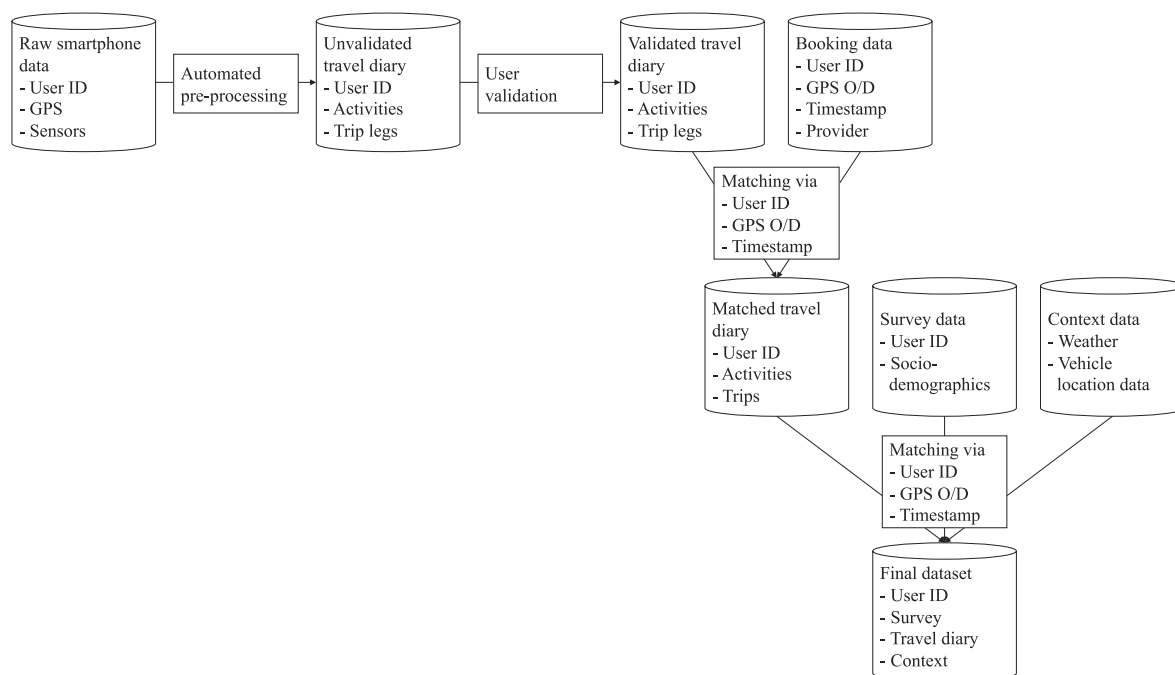 Raw smartphone
data
- User ID
- GPS
- Sensors
Automated
pre-processing
Unvalidated
travel diary
- User ID
- Activities
- Trip legs
User
validation
Validated travel
diary
- User ID
- Activities
- Trip legs
Booking data
- User ID
- GPS O/D
- Timestamp
- Provider
Matching via
- User ID
- GPS O/D
- Timestamp
Matched travel
diary
- User ID
- Activities
- Trips
Survey data
- User ID
- Socio-
demographics
Context data
- Weather
- Vehicle
location data
Matching via
- User ID
- GPS O/D
- Timestamp
Final dataset
- User ID
- Survey
- Travel diary
- Context